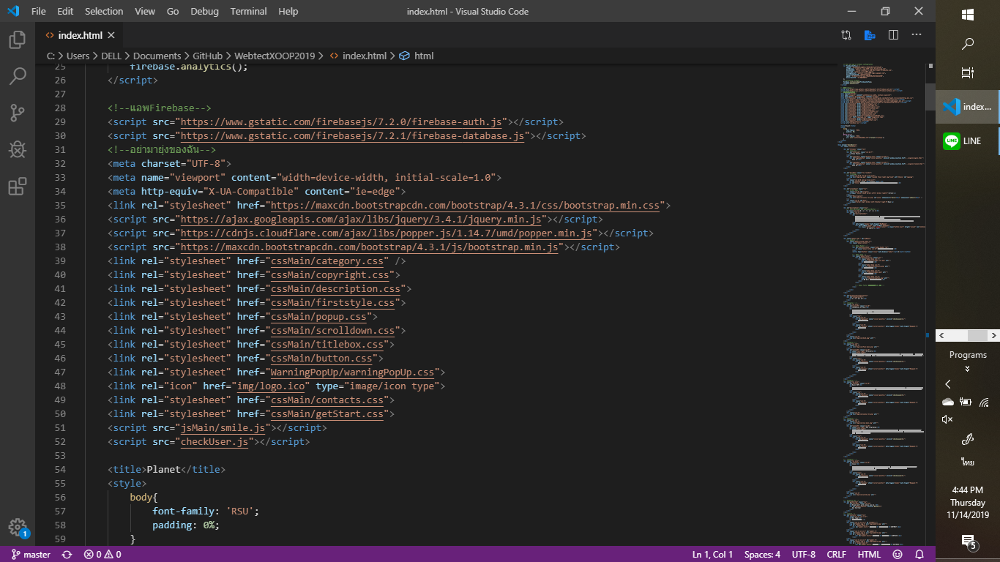 File Edit Selection View Go Debug Terminal Help index.html - Visual Studio Code
index.html
C: > Users > DELL > Documents > GitHub > WebtectXOOP2019 > index.html > html
25 firebase.analytics();
26 </script>
27
28 <!--แอพFirebase-->
29 <script src="https://www.gstatic.com/firebasejs/7.2.0/firebase-auth.js"></script>
30 <script src="https://www.gstatic.com/firebasejs/7.2.1/firebase-database.js"></script>
31 <!--อย่ามายุ่งของฉัน-->
32 <meta charset="UTF-8">
33 <meta name="viewport" content="width=device-width, initial-scale=1.0">
34 <meta http-equiv="X-UA-Compatible" content="ie=edge">
35 <link rel="stylesheet" href="https://maxcdn.bootstrapcdn.com/bootstrap/4.3.1/css/bootstrap.min.css">
36 <script src="https://ajax.googleapis.com/ajax/libs/jquery/3.4.1/jquery.min.js"></script>
37 <script src="https://cdnjs.cloudflare.com/ajax/libs/popper.js/1.14.7/umd/popper.min.js"></script>
38 <script src="https://maxcdn.bootstrapcdn.com/bootstrap/4.3.1/js/bootstrap.min.js"></script>
39 <link rel="stylesheet" href="cssMain/category.css" />
40 <link rel="stylesheet" href="cssMain/copyright.css">
41 <link rel="stylesheet" href="cssMain/description.css">
42 <link rel="stylesheet" href="cssMain/firststyle.css">
43 <link rel="stylesheet" href="cssMain/popup.css">
44 <link rel="stylesheet" href="cssMain/scrolldown.css">
45 <link rel="stylesheet" href="cssMain/titlebox.css">
46 <link rel="stylesheet" href="cssMain/button.css">
47 <link rel="stylesheet" href="WarningPopUp/warningPopUp.css">
48 <link rel="icon" href="img/logo.ico" type="image/icon type">
49 <link rel="stylesheet" href="cssMain/contacts.css">
50 <link rel="stylesheet" href="cssMain/getStart.css">
51 <script src="jsMain/smile.js"></script>
52 <script src="checkUser.js"></script>
53
54 <title>Planet</title>
55 <style>
56 body{
57 font-family: 'RSU';
58 padding: 0%;
59 }
1
master 0 0 Ln 1, Col 1 Spaces: 4 UTF-8 CRLF HTML
index...
LINE
Programs
ไทย
4:44 PM
Thursday
11/14/2019
5